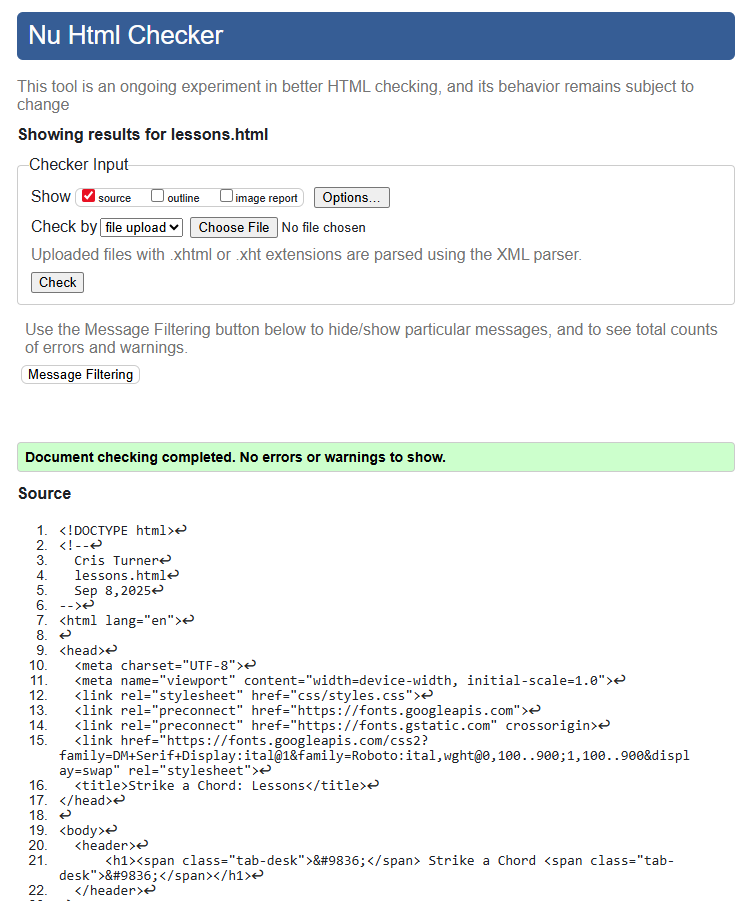 Nu Html Checker
This tool is an ongoing experiment in better HTML checking, and its behavior remains subject to
change
Showing results for lessons.html
Checker Input
Show source outline image report Options...
Check by file upload Choose File No file chosen
Uploaded files with .xhtml or .xht extensions are parsed using the XML parser.
Check
Use the Message Filtering button below to hide/show particular messages, and to see total counts
of errors and warnings.
Message Filtering
Document checking completed. No errors or warnings to show.
Source
1. <!DOCTYPE html>↩
2. <!--↩
3. Cris Turner↩
4. lessons.html↩
5. Sep 8,2025↩
6. -->↩
7. <html lang="en">↩
8. ↩
9. <head>↩
10. <meta charset="UTF-8">↩
11. <meta name="viewport" content="width=device-width, initial-scale=1.0">↩
12. <link rel="stylesheet" href="css/styles.css">↩
13. <link rel="preconnect" href="https://fonts.googleapis.com">↩
14. <link rel="preconnect" href="https://fonts.gstatic.com" crossorigin>↩
15. <link href="https://fonts.googleapis.com/css2?
family=DM+Serif+Display:ital@1&family=Roboto:ital,wght@0,100..900;1,100..900&displ
ay=swap" rel="stylesheet">↩
16. <title>Strike a Chord: Lessons</title>↩
17. </head>↩
18. ↩
19. <body>↩
20. <header>↩
21. <h1><span class="tab-desk">&#9836;</span> Strike a Chord <span class="tab-
desk">&#9836;</span></h1>↩
22. </header>↩